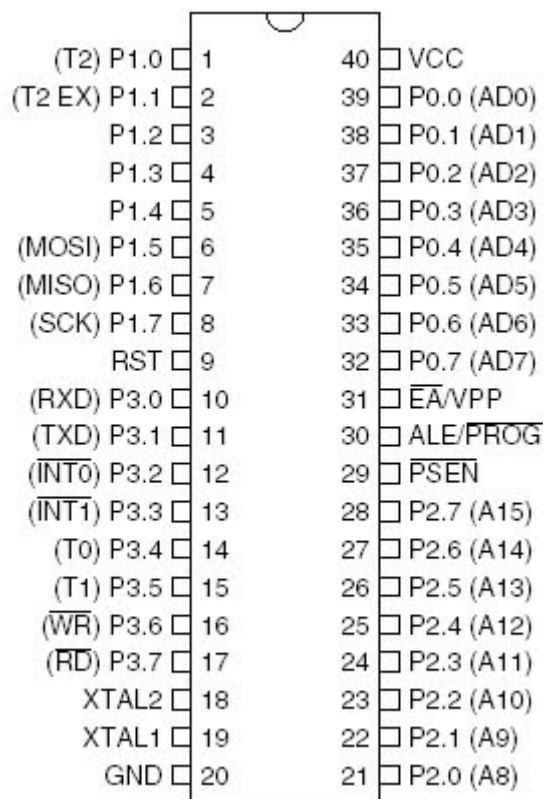 (T2) P1.0 1 40 VCC
(T2 EX) P1.1 2 39 P0.0 (AD0)
P1.2 3 38 P0.1 (AD1)
P1.3 4 37 P0.2 (AD2)
P1.4 5 36 P0.3 (AD3)
(MOSI) P1.5 6 35 P0.4 (AD4)
(MISO) P1.6 7 34 P0.5 (AD5)
(SCK) P1.7 8 33 P0.6 (AD6)
RST 9 32 P0.7 (AD7)
(RXD) P3.0 10 31 E̅A̅/VPP
(TXD) P3.1 11 30 ALE/P̅R̅O̅G̅
(I̅N̅T̅0̅) P3.2 12 29 P̅S̅E̅N̅
(I̅N̅T̅1̅) P3.3 13 28 P2.7 (A15)
(T0) P3.4 14 27 P2.6 (A14)
(T1) P3.5 15 26 P2.5 (A13)
(W̅R̅) P3.6 16 25 P2.4 (A12)
(R̅D̅) P3.7 17 24 P2.3 (A11)
XTAL2 18 23 P2.2 (A10)
XTAL1 19 22 P2.1 (A9)
GND 20 21 P2.0 (A8)